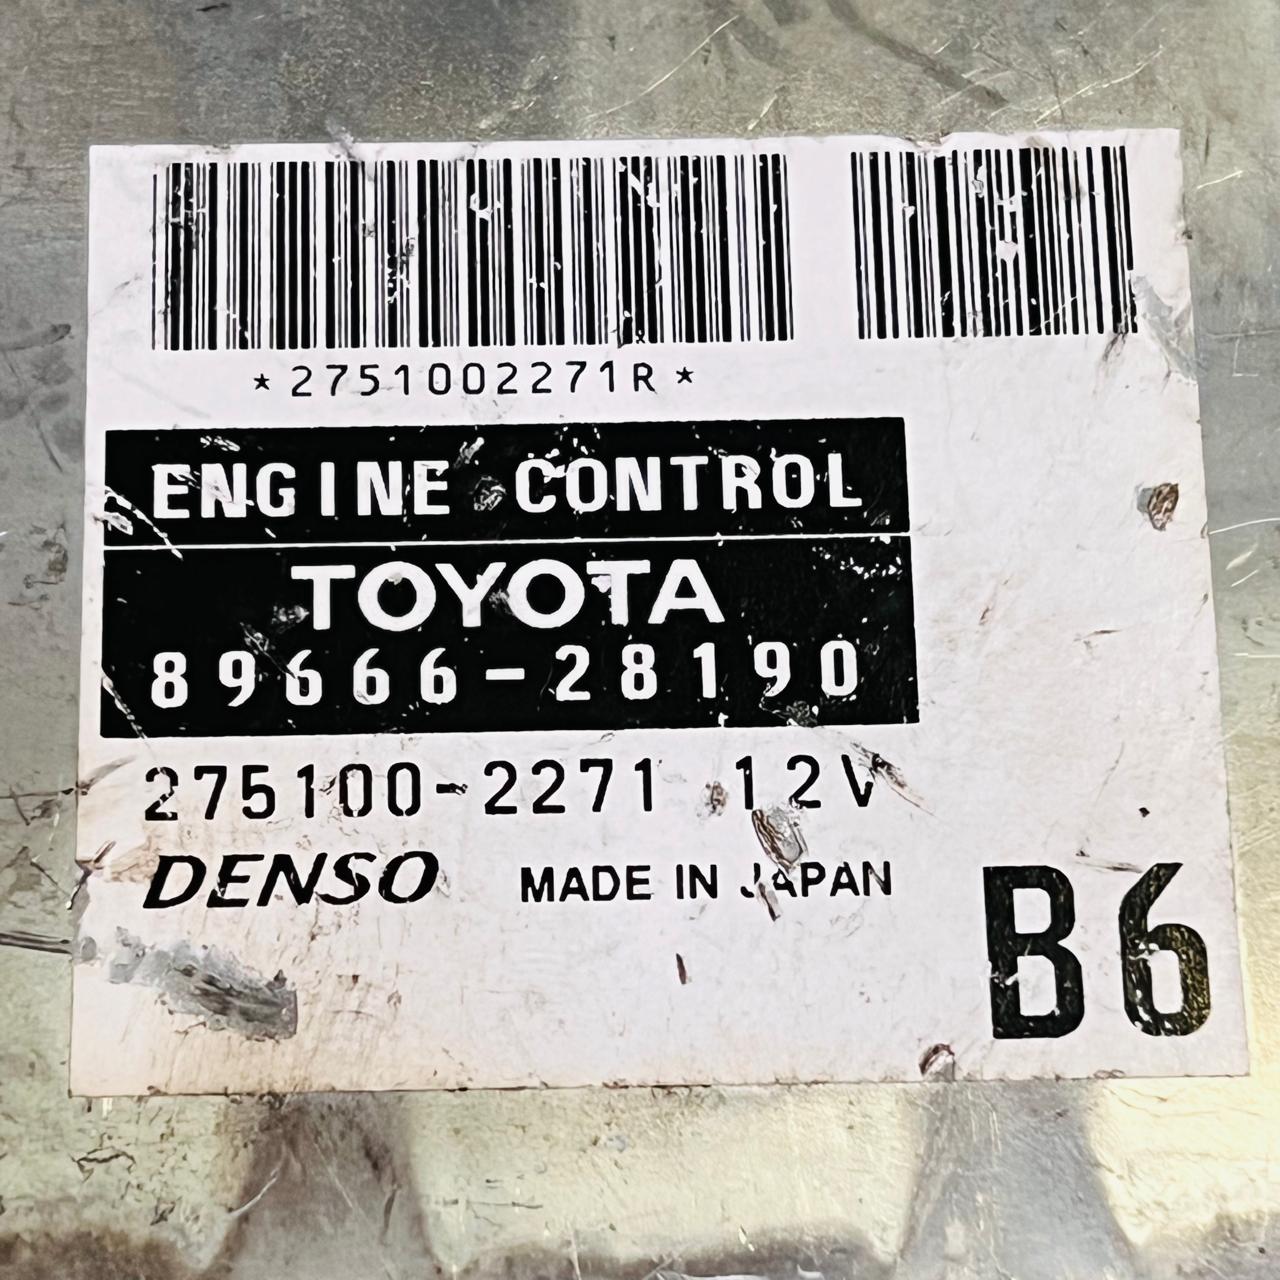 *2751002271R*
ENGINE CONTROL
TOYOTA
89666-28190
275100-2271 12V
DENSO MADE IN JAPAN
B6